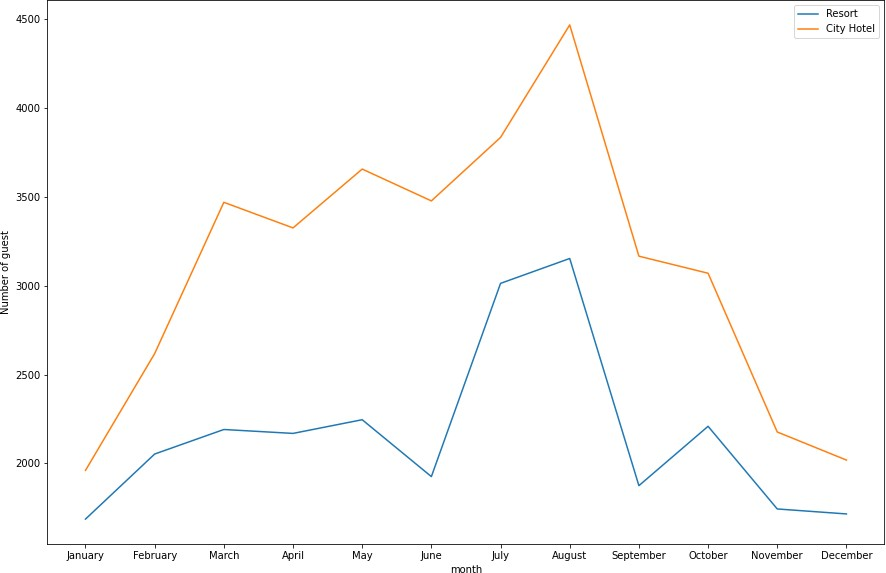 Resort
City Hotel
4500
4000
3500
3000
2500
2000
Number of guest
January February March April May June July August September October November December
month